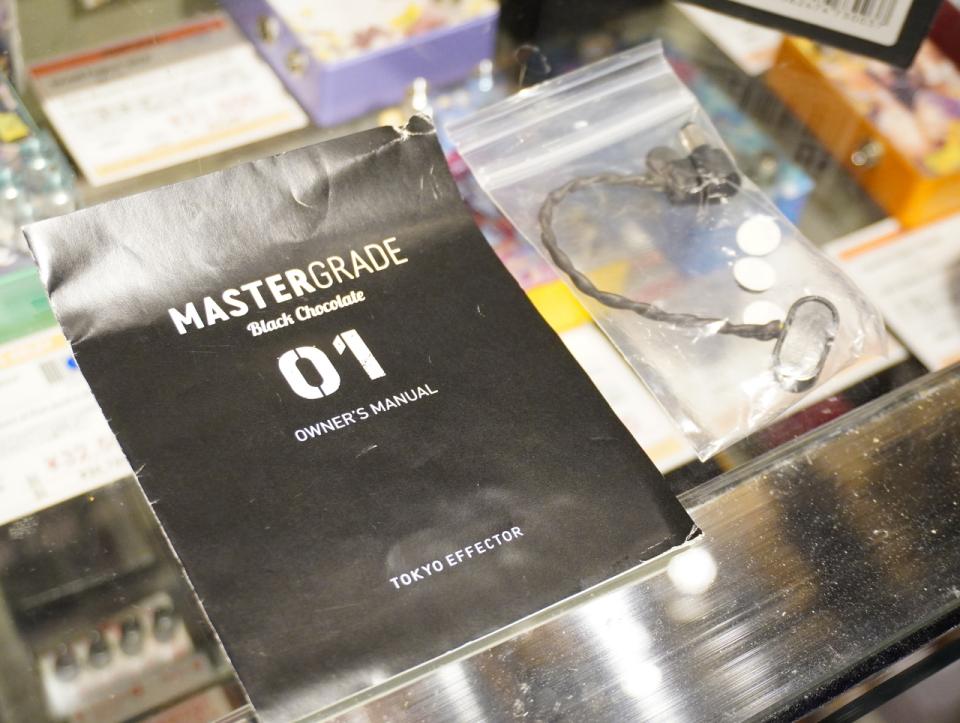 MASTERGRADE
Black Chocolate
01
OWNER'S MANUAL
TOKYO EFFECTOR